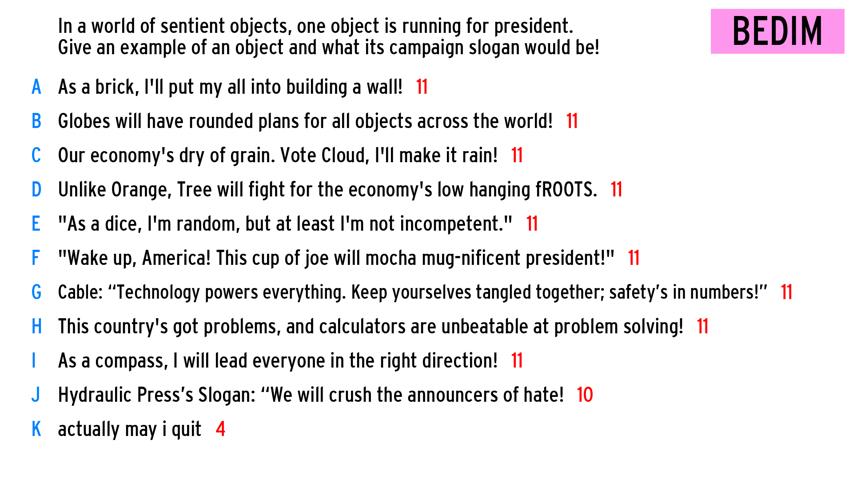 In a world of sentient objects, one object is running for president.
Give an example of an object and what its campaign slogan would be!
BEDIM
A As a brick, I'll put my all into building a wall! 11
B Globes will have rounded plans for all objects across the world! 11
C Our economy's dry of grain. Vote Cloud, I'll make it rain! 11
D Unlike Orange, Tree will fight for the economy's low hanging fROOTS. 11
E "As a dice, I'm random, but at least I'm not incompetent." 11
F "Wake up, America! This cup of joe will mocha mug-nificent president!" 11
G Cable: “Technology powers everything. Keep yourselves tangled together; safety’s in numbers!” 11
H This country's got problems, and calculators are unbeatable at problem solving! 11
I As a compass, I will lead everyone in the right direction! 11
J Hydraulic Press’s Slogan: “We will crush the announcers of hate! 10
K actually may i quit 4